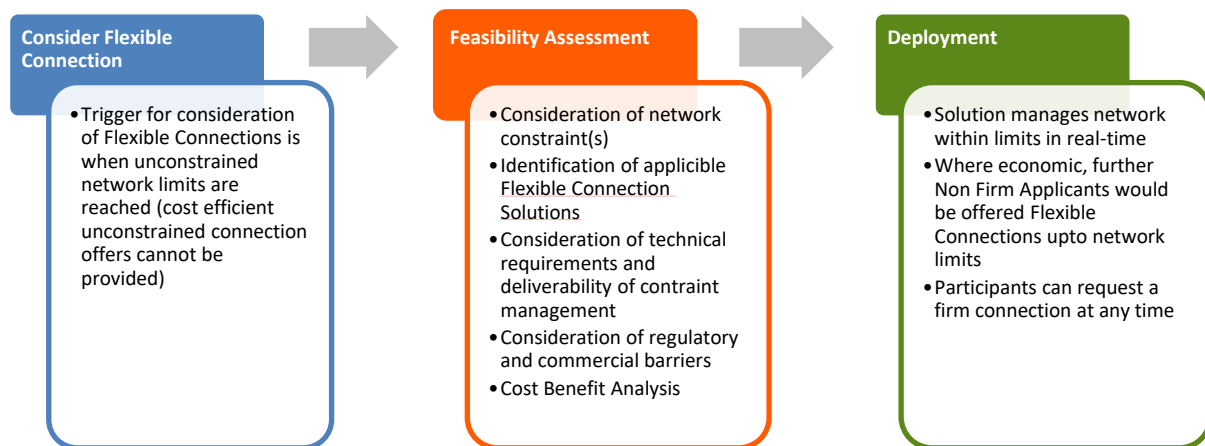 Consider Flexible
Connection
•Trigger for consideration
of Flexible Connections is
when unconstrained
network limits are
reached (cost efficient
unconstrained connection
offers cannot be
provided)
Feasibility Assessment
•Consideration of network
constraint(s)
•Identification of applicible
Flexible Connection
Solutions
•Consideration of technical
requirements and
deliverability of contraint
management
•Consideration of regulatory
and commercial barriers
•Cost Benefit Analysis
Deployment
•Solution manages network
within limits in real-time
•Where economic, further
Non Firm Applicants would
be offered Flexible
Connections upto network
limits
•Participants can request a
firm connection at any time